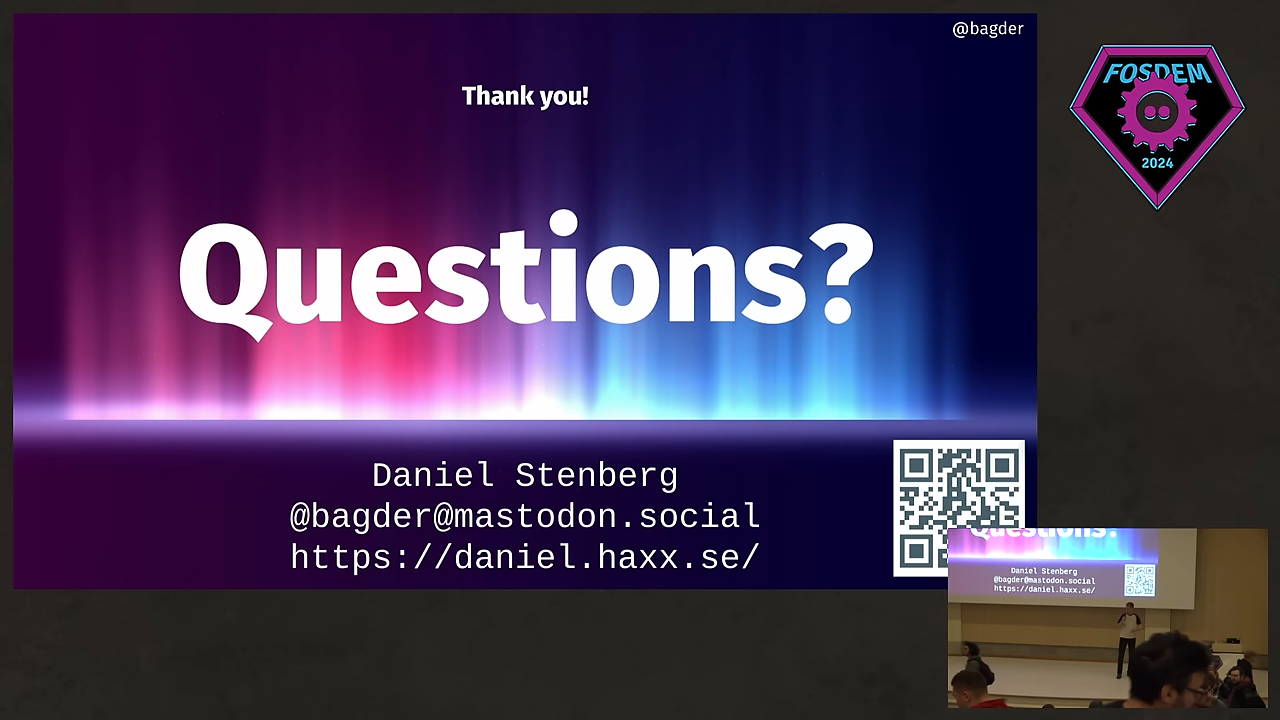 @bagder
Thank you!
Questions?
Daniel Stenberg
@bagder@mastodon.social
https://daniel.haxx.se/
FOSDEM
2024
Questions?
Daniel Stenberg
@bagder@mastodon.social
https://daniel.haxx.se/